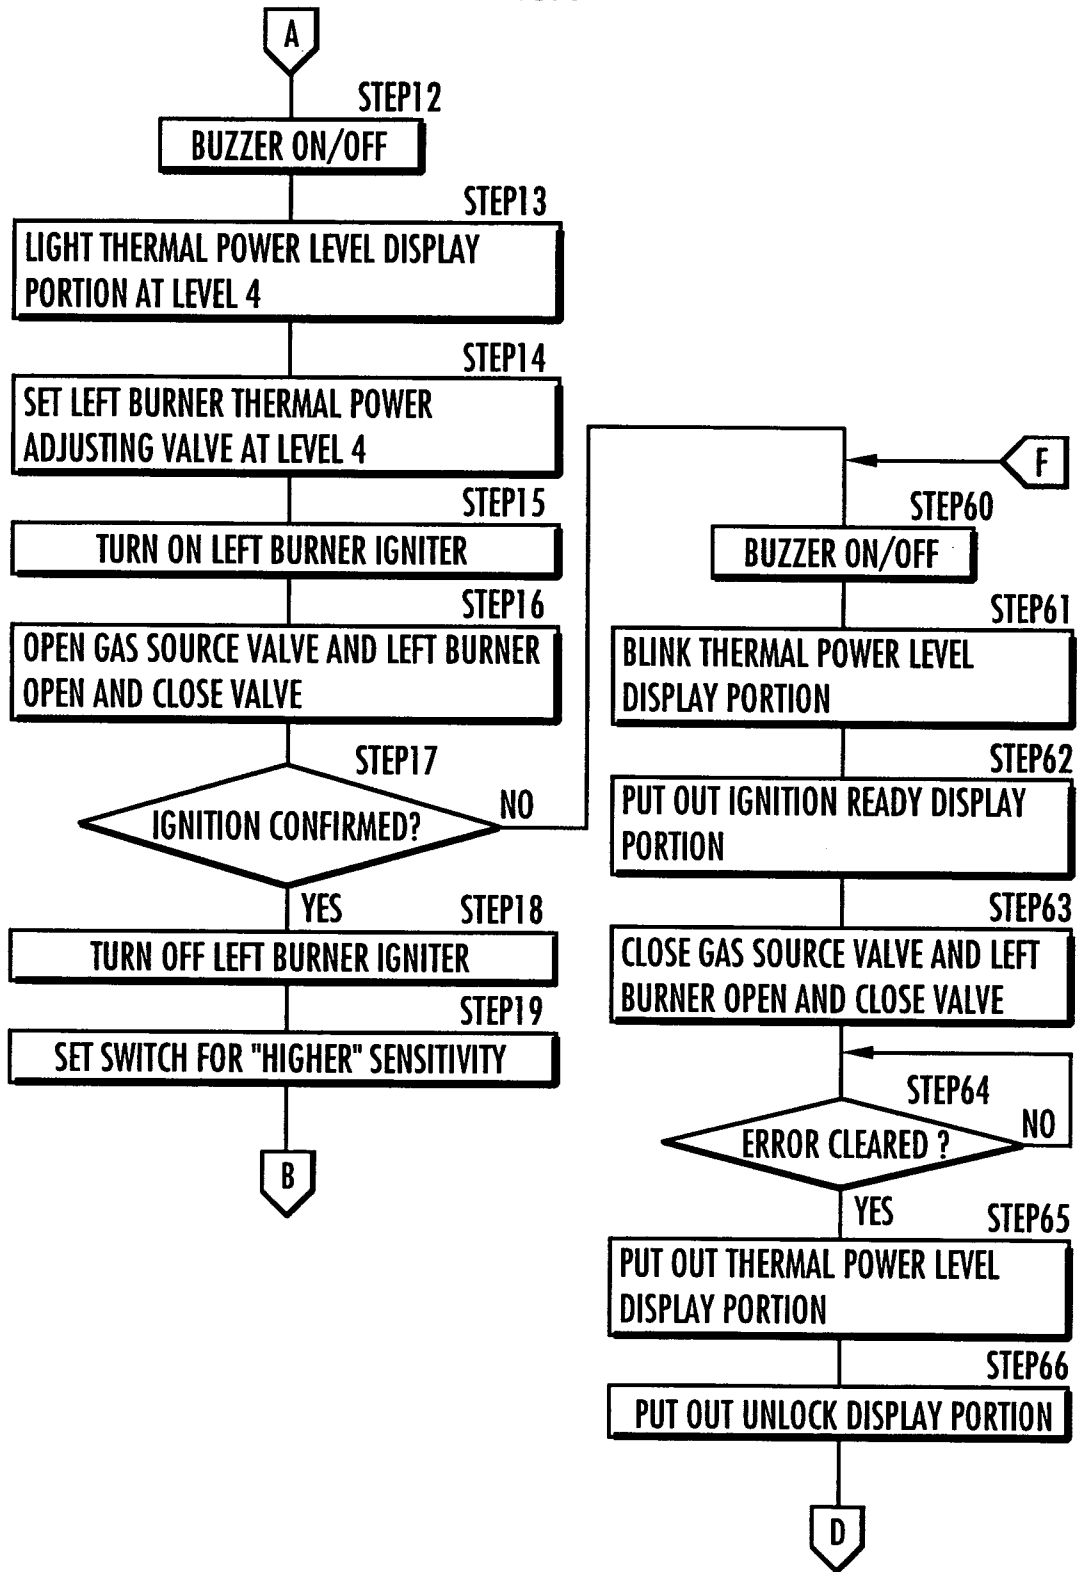 A
STEP12
BUZZER ON/OFF
STEP13
LIGHT THERMAL POWER LEVEL DISPLAY
PORTION AT LEVEL 4
STEP14
SET LEFT BURNER THERMAL POWER
ADJUSTING VALVE AT LEVEL 4
STEP15
TURN ON LEFT BURNER IGNITER
STEP16
OPEN GAS SOURCE VALVE AND LEFT BURNER
OPEN AND CLOSE VALVE
STEP17
IGNITION CONFIRMED?
NO
YES
STEP18
TURN OFF LEFT BURNER IGNITER
STEP19
SET SWITCH FOR "HIGHER" SENSITIVITY
B
F
STEP60
BUZZER ON/OFF
STEP61
BLINK THERMAL POWER LEVEL
DISPLAY PORTION
STEP62
PUT OUT IGNITION READY DISPLAY
PORTION
STEP63
CLOSE GAS SOURCE VALVE AND LEFT
BURNER OPEN AND CLOSE VALVE
STEP64
ERROR CLEARED ?
NO
YES
STEP65
PUT OUT THERMAL POWER LEVEL
DISPLAY PORTION
STEP66
PUT OUT UNLOCK DISPLAY PORTION
D